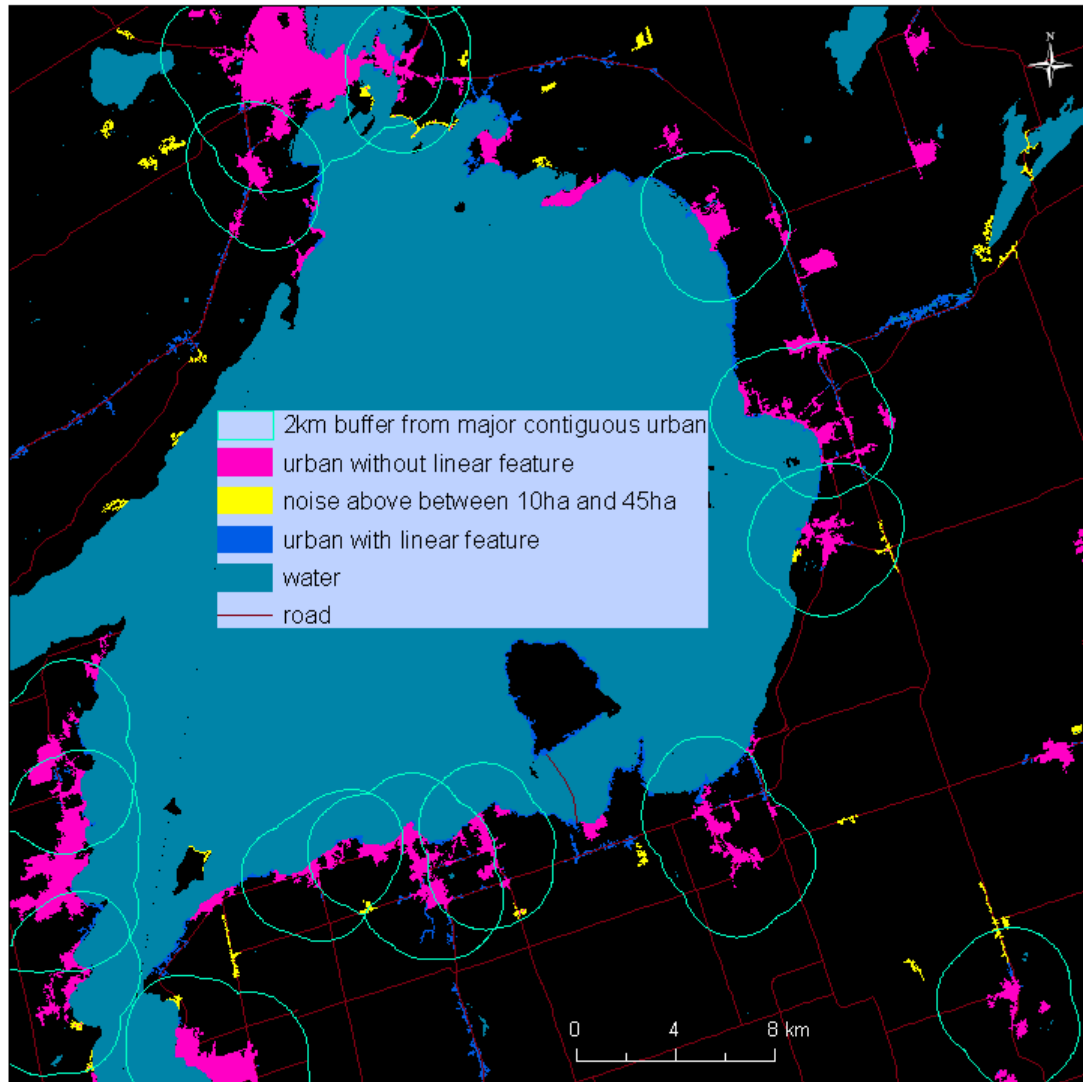 N
2km buffer from major contiguous urban
urban without linear feature
noise above between 10ha and 45ha
urban with linear feature
water
road
0 4 8 km